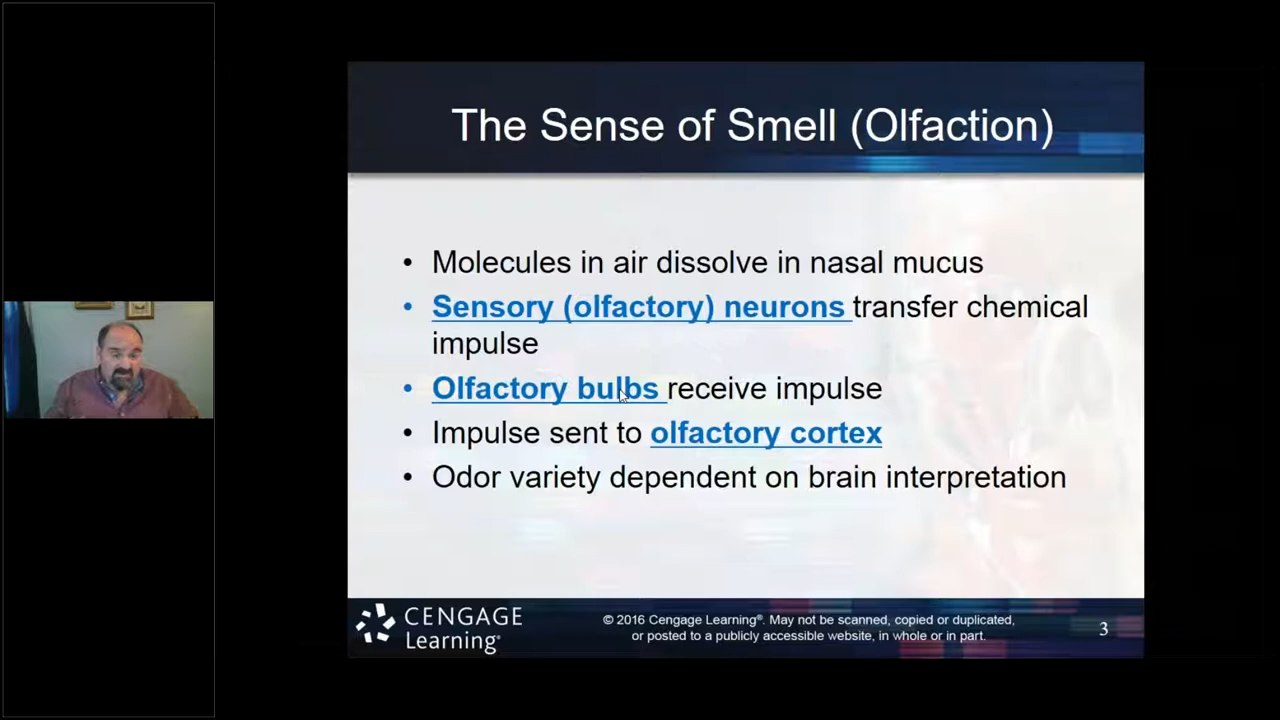 The Sense of Smell (Olfaction)
• Molecules in air dissolve in nasal mucus
• Sensory (olfactory) neurons transfer chemical
impulse
• Olfactory bulbs receive impulse
• Impulse sent to olfactory cortex
• Odor variety dependent on brain interpretation
CENGAGE
Learning®
© 2016 Cengage Learning®. May not be scanned, copied or duplicated,
or posted to a publicly accessible website, in whole or in part.
3